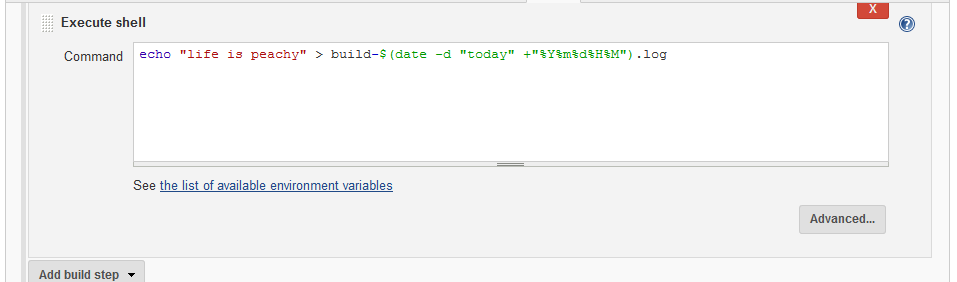 X
Execute shell
?
Command
echo "life is peachy" > build-$(date -d "today" +"%Y%m%d%H%M").log
See the list of available environment variables
Advanced...
Add build step